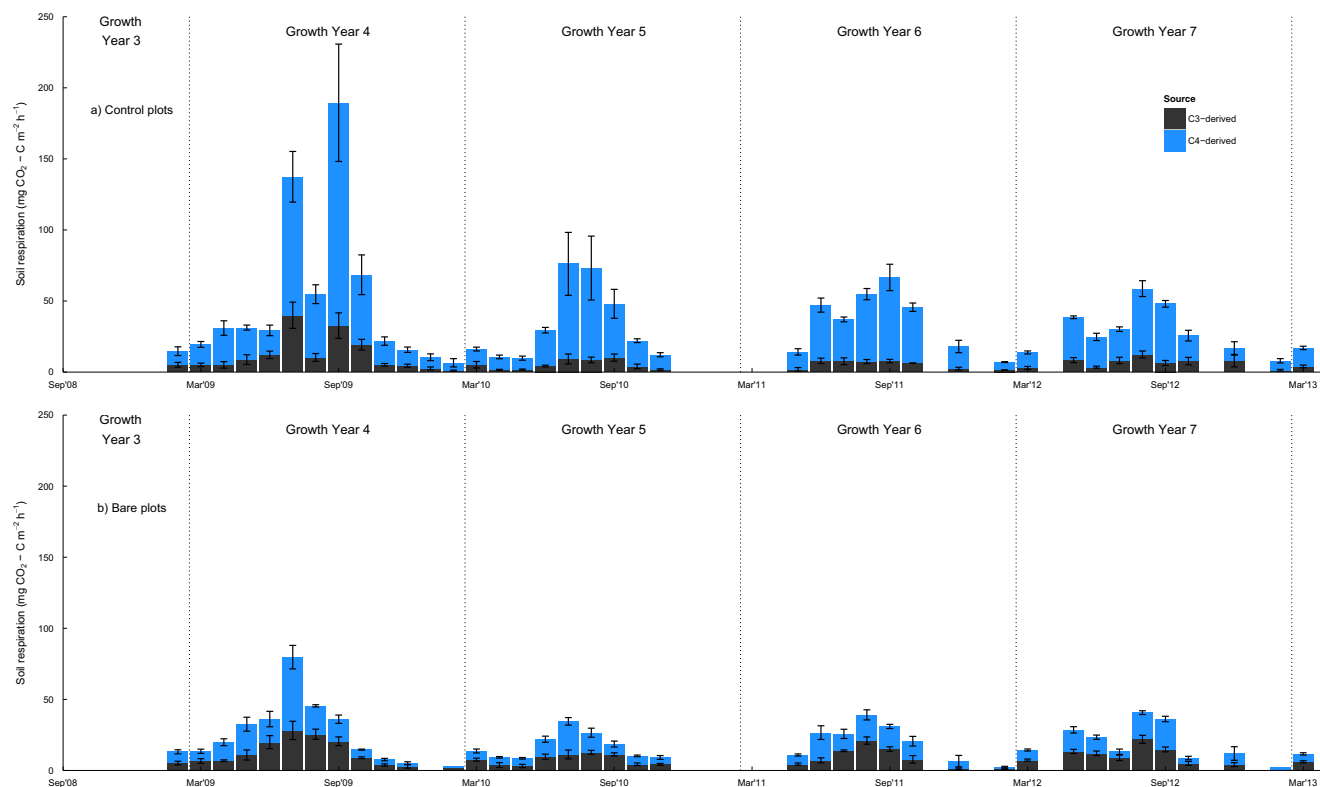 250
200
150
100
50
0
Soil respiration (mg CO₂ − C m⁻² h⁻¹)
Growth
Year 3
Growth Year 4
Growth Year 5
Growth Year 6
Growth Year 7
a) Control plots
Source
C3−derived
C4−derived
Sep'08
Mar'09
Sep'09
Mar'10
Sep'10
Mar'11
Sep'11
Mar'12
Sep'12
Mar'13
250
200
150
100
50
0
Soil respiration (mg CO₂ − C m⁻² h⁻¹)
Growth
Year 3
Growth Year 4
Growth Year 5
Growth Year 6
Growth Year 7
b) Bare plots
Sep'08
Mar'09
Sep'09
Mar'10
Sep'10
Mar'11
Sep'11
Mar'12
Sep'12
Mar'13